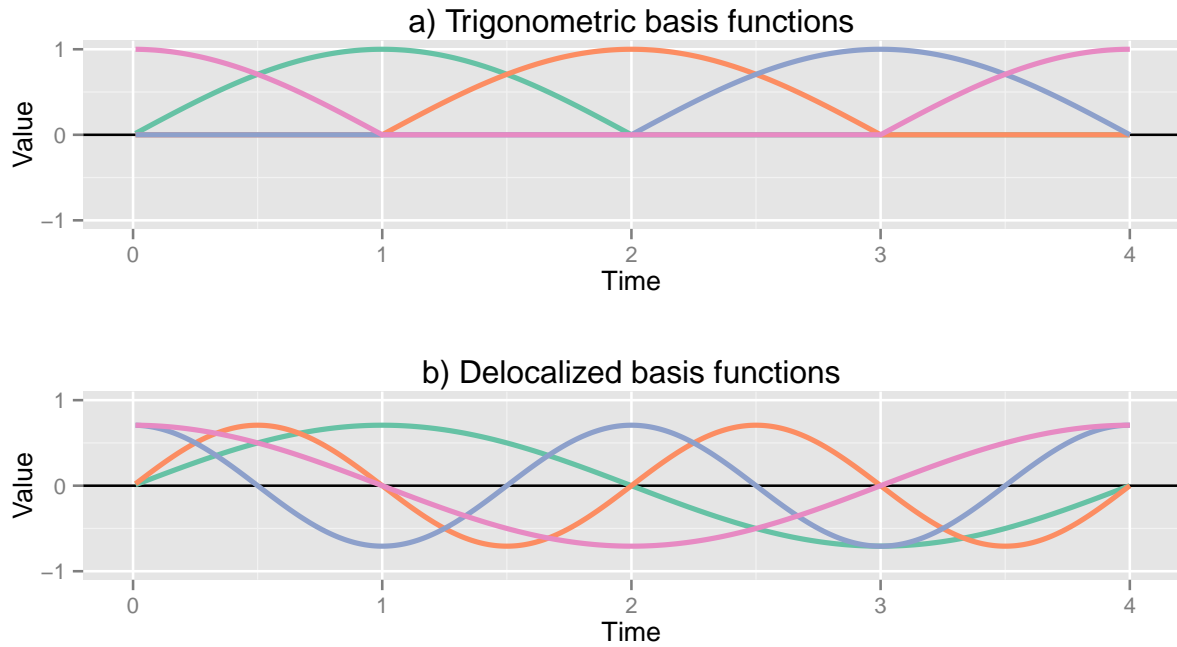 a) Trigonometric basis functions
1
0
−1
Value
0 1 2 3 4
Time
b) Delocalized basis functions
1
0
−1
Value
0 1 2 3 4
Time